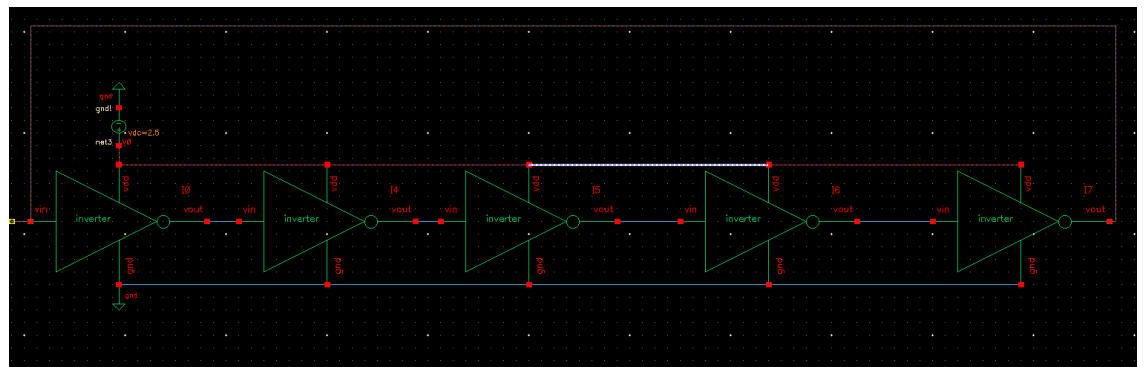 gnd
gnd!
vdc=2.5
net3 V0
vdd vdd vdd vdd vdd
I8 I4 I5 I6 I7
vin vout vin vout vin vout vin vout vin vout
inverter inverter inverter inverter inverter
gnd gnd gnd gnd gnd
gnd